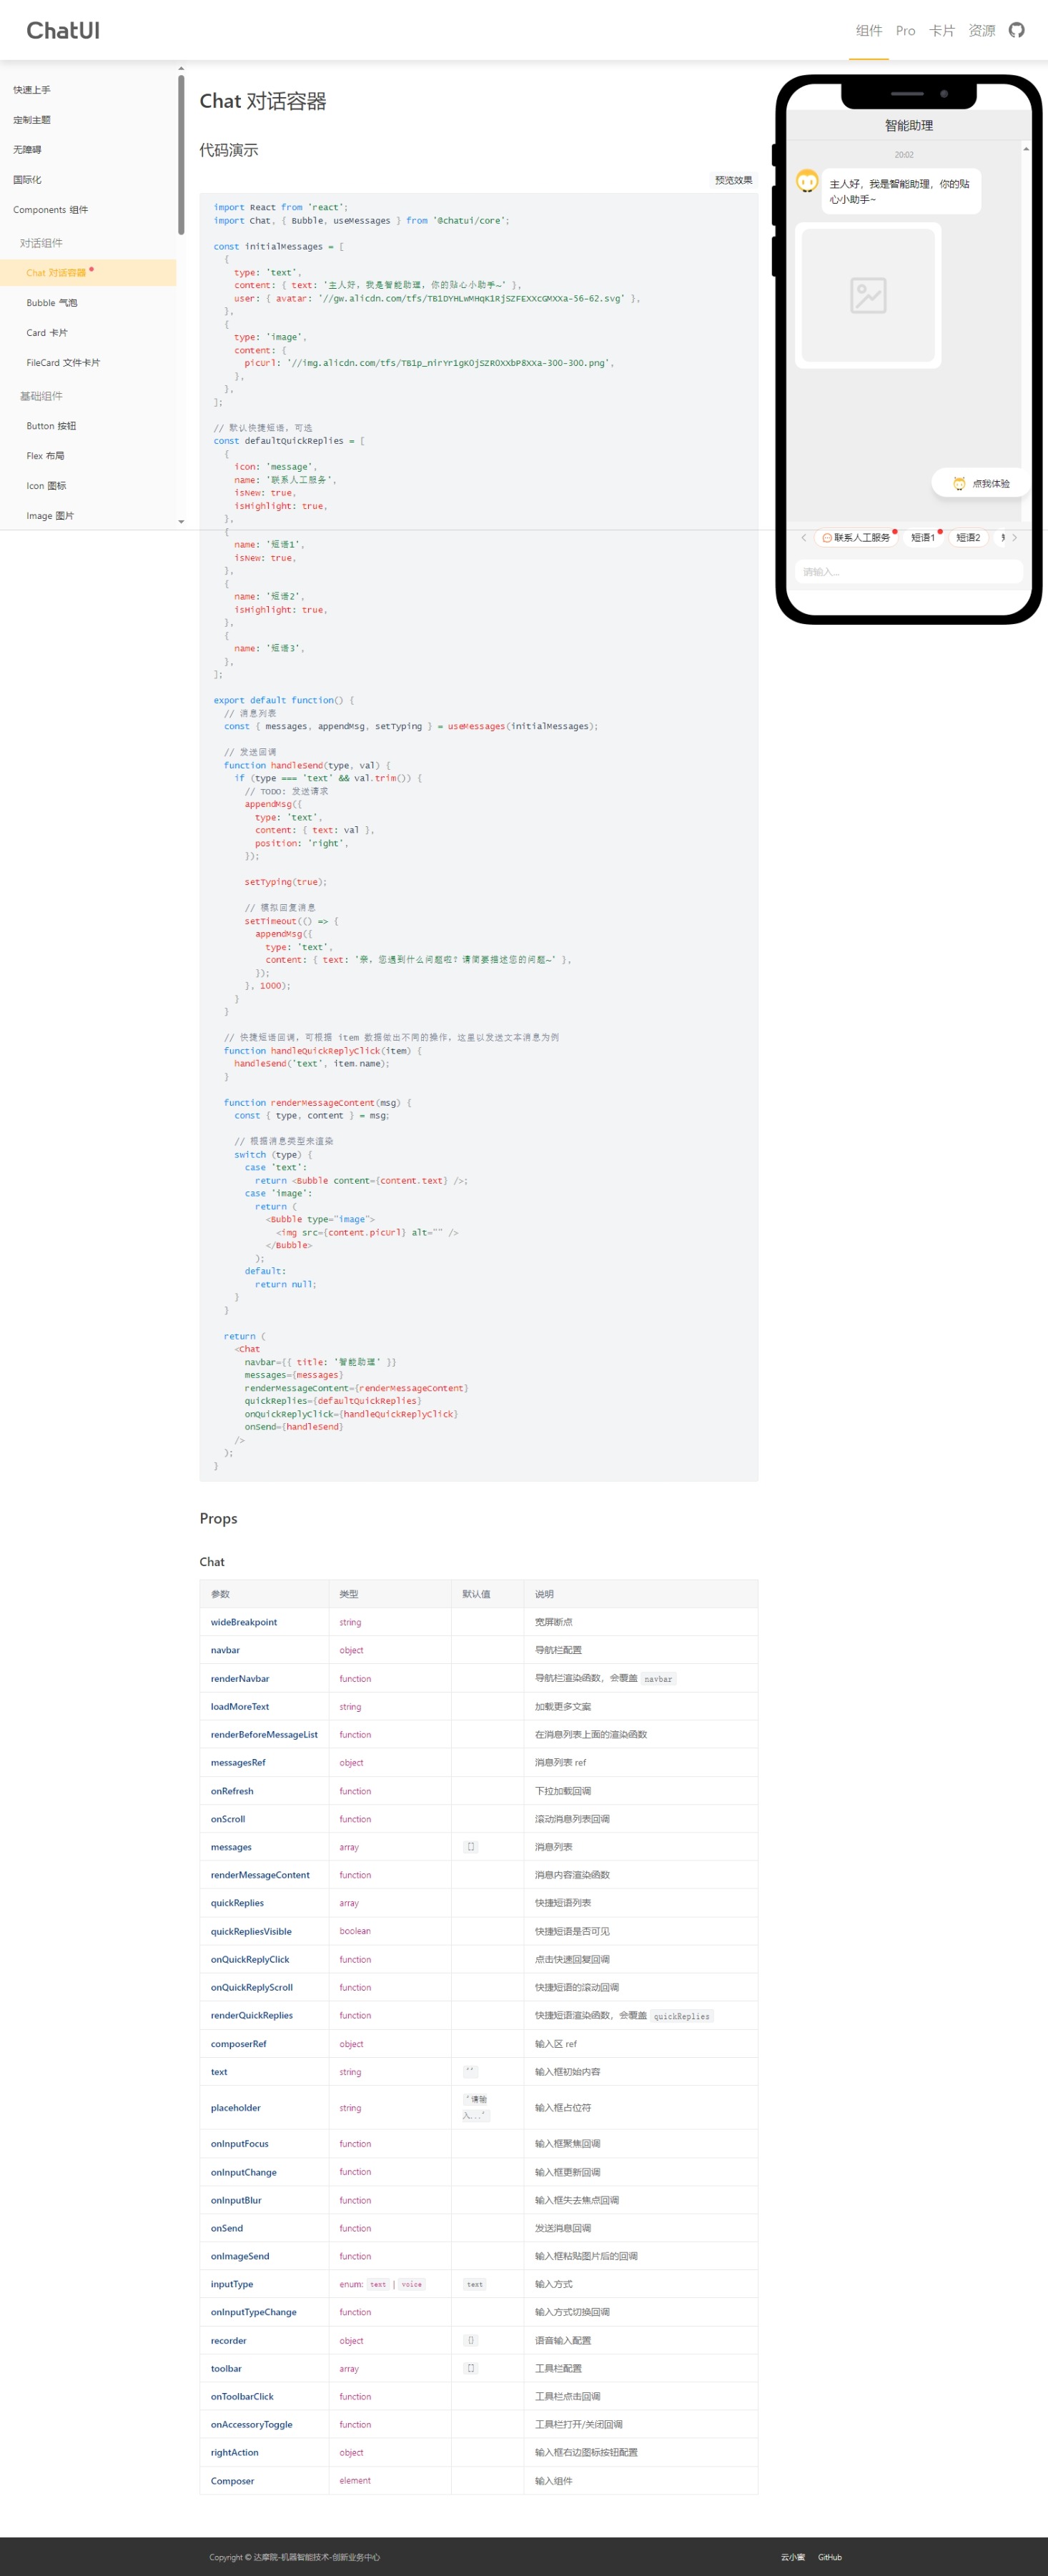 ChatUI
组件 Pro 卡片 资源
快速上手
定制主题
无障碍
国际化
Components 组件
对话组件
Chat 对话容器
Bubble 气泡
Card 卡片
FileCard 文件卡片
基础组件
Button 按钮
Flex 布局
Icon 图标
Image 图片
Chat 对话容器
代码演示
预览效果
import React from 'react';
import Chat, { Bubble, useMessages } from '@chatui/core';
const initialMessages = [
{
type: 'text',
content: { text: '主人好，我是智能助理，你的贴心小助手~' },
user: { avatar: '//gw.alicdn.com/tfs/TB1DYHLwMHqK1RjSZFEXXcGMXXa-56-62.svg' },
},
{
type: 'image',
content: {
picUrl: '//img.alicdn.com/tfs/TB1p_nirYr1gK0jSZR0XXbP8XXa-300-300.png',
},
},
];
// 默认快捷短语，可选
const defaultQuickReplies = [
{
icon: 'message',
name: '联系人工服务',
isNew: true,
isHighlight: true,
},
{
name: '短语1',
isNew: true,
},
{
name: '短语2',
isHighlight: true,
},
{
name: '短语3',
},
];
export default function() {
// 消息列表
const { messages, appendMsg, setTyping } = useMessages(initialMessages);
// 发送回调
function handleSend(type, val) {
if (type === 'text' && val.trim()) {
// TODO: 发送请求
appendMsg({
type: 'text',
content: { text: val },
position: 'right',
});
setTyping(true);
// 模拟回复消息
setTimeout(() => {
appendMsg({
type: 'text',
content: { text: '亲，您遇到什么问题啦？请简要描述您的问题~' },
});
}, 1000);
}
}
// 快捷短语回调，可根据 item 数据做出不同的操作，这里以发送文本消息为例
function handleQuickReplyClick(item) {
handleSend('text', item.name);
}
function renderMessageContent(msg) {
const { type, content } = msg;
// 根据消息类型来渲染
switch (type) {
case 'text':
return <Bubble content={content.text} />;
case 'image':
return (
<Bubble type="image">
<img src={content.picUrl} alt="" />
</Bubble>
);
default:
return null;
}
}
return (
<Chat
navbar={{ title: '智能助理' }}
messages={messages}
renderMessageContent={renderMessageContent}
quickReplies={defaultQuickReplies}
onQuickReplyClick={handleQuickReplyClick}
onSend={handleSend}
/>
);
}
智能助理
20:02
主人好，我是智能助理，你的贴
心小助手~
点我体验
联系人工服务 短语1 短语2
请输入...
Props
Chat
参数 类型 默认值 说明
wideBreakpoint string 宽屏断点
navbar object 导航栏配置
renderNavbar function 导航栏渲染函数，会覆盖 navbar
loadMoreText string 加载更多文案
renderBeforeMessageList function 在消息列表上面的渲染函数
messagesRef object 消息列表 ref
onRefresh function 下拉加载回调
onScroll function 滚动消息列表回调
messages array [] 消息列表
renderMessageContent function 消息内容渲染函数
quickReplies array 快捷短语列表
quickRepliesVisible boolean 快捷短语是否可见
onQuickReplyClick function 点击快速回复回调
onQuickReplyScroll function 快捷短语的滚动回调
renderQuickReplies function 快捷短语渲染函数，会覆盖 quickReplies
composerRef object 输入区 ref
text string '' 输入框初始内容
placeholder string '请输入...' 输入框占位符
onInputFocus function 输入框聚焦回调
onInputChange function 输入框更新回调
onInputBlur function 输入框失去焦点回调
onSend function 发送消息回调
onImageSend function 输入框粘贴图片后的回调
inputType enum: text | voice text 输入方式
onInputTypeChange function 输入方式切换回调
recorder object {} 语音输入配置
toolbar array [] 工具栏配置
onToolbarClick function 工具栏点击回调
onAccessoryToggle function 工具栏打开/关闭回调
rightAction object 输入框右边图标按钮配置
Composer element 输入组件
Copyright © 达摩院-机器智能技术-创新业务中心
云小蜜 GitHub